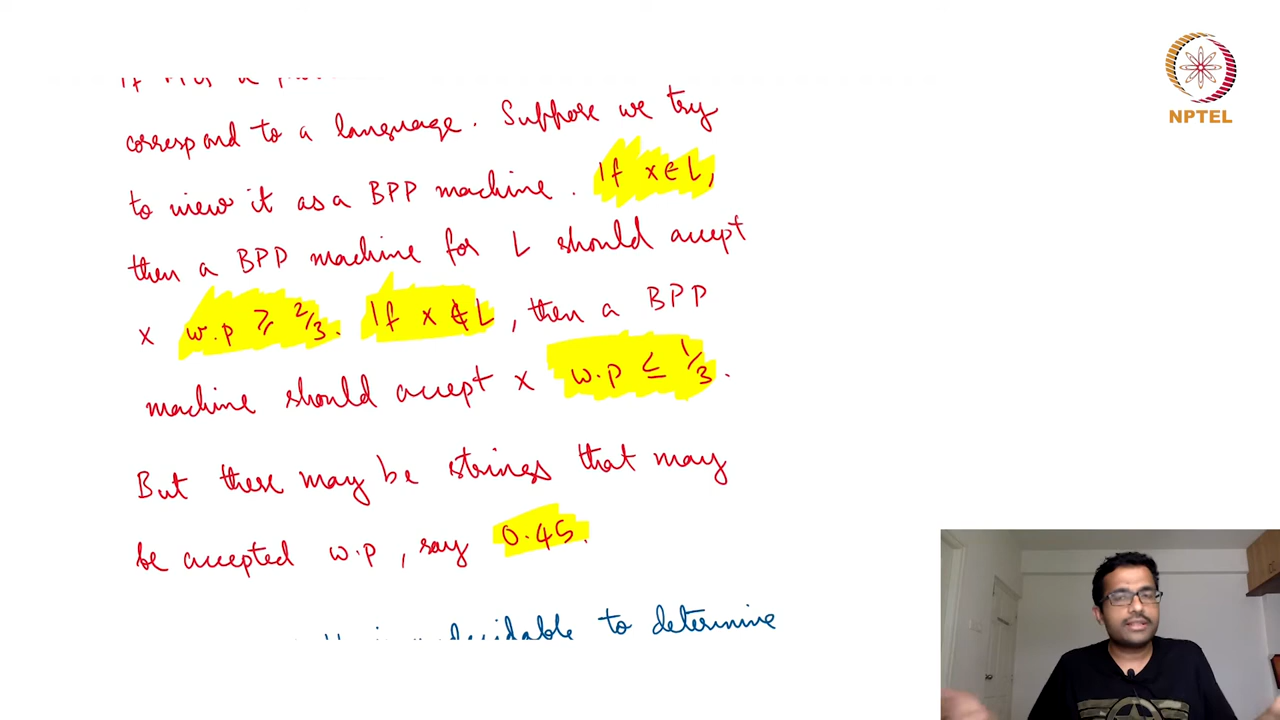 correspond to a language. Suppose we try
to view it as a BPP machine. If x ∈ L,
then a BPP machine for L should accept
x w.p ≥ 2/3. If x ∉ L, then a BPP
machine should accept x w.p ≤ 1/3.
But these may be strings that may
be accepted w.p, say 0.45.
to determine
NPTEL